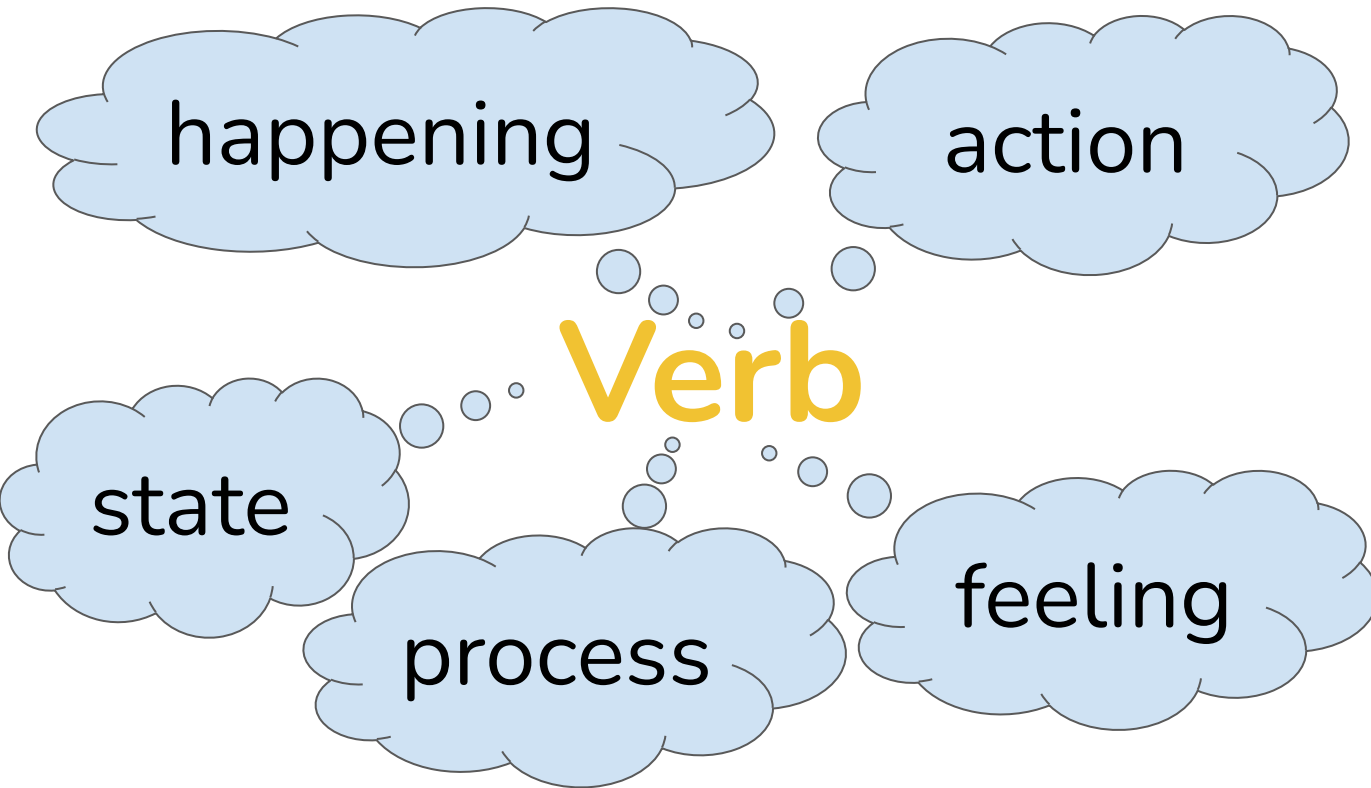 happening
action
Verb
state
feeling
process